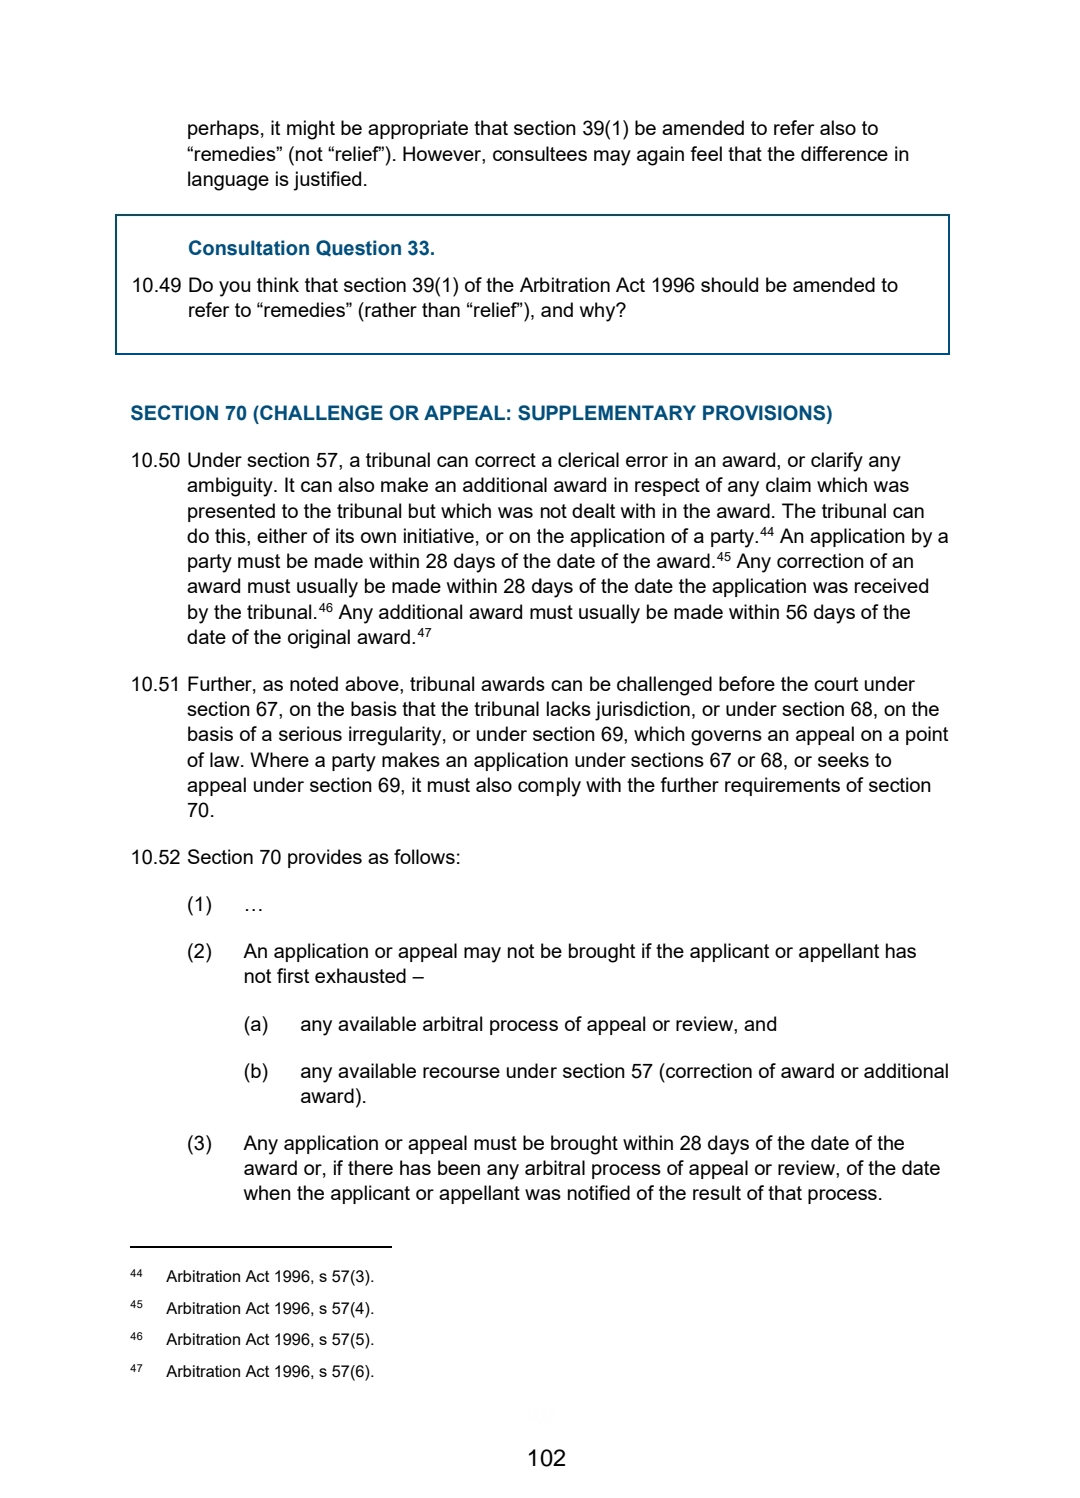 perhaps, it might be appropriate that section 39(1) be amended to refer also to
“remedies” (not “relief”). However, consultees may again feel that the difference in
language is justified.
Consultation Question 33.
10.49 Do you think that section 39(1) of the Arbitration Act 1996 should be amended to
refer to “remedies” (rather than “relief”), and why?
SECTION 70 (CHALLENGE OR APPEAL: SUPPLEMENTARY PROVISIONS)
10.50 Under section 57, a tribunal can correct a clerical error in an award, or clarify any
ambiguity. It can also make an additional award in respect of any claim which was
presented to the tribunal but which was not dealt with in the award. The tribunal can
do this, either of its own initiative, or on the application of a party.44 An application by a
party must be made within 28 days of the date of the award.45 Any correction of an
award must usually be made within 28 days of the date the application was received
by the tribunal.46 Any additional award must usually be made within 56 days of the
date of the original award.47
10.51 Further, as noted above, tribunal awards can be challenged before the court under
section 67, on the basis that the tribunal lacks jurisdiction, or under section 68, on the
basis of a serious irregularity, or under section 69, which governs an appeal on a point
of law. Where a party makes an application under sections 67 or 68, or seeks to
appeal under section 69, it must also comply with the further requirements of section
70.
10.52 Section 70 provides as follows:
(1) …
(2) An application or appeal may not be brought if the applicant or appellant has
not first exhausted –
(a) any available arbitral process of appeal or review, and
(b) any available recourse under section 57 (correction of award or additional
award).
(3) Any application or appeal must be brought within 28 days of the date of the
award or, if there has been any arbitral process of appeal or review, of the date
when the applicant or appellant was notified of the result of that process.
44 Arbitration Act 1996, s 57(3).
45 Arbitration Act 1996, s 57(4).
46 Arbitration Act 1996, s 57(5).
47 Arbitration Act 1996, s 57(6).
102